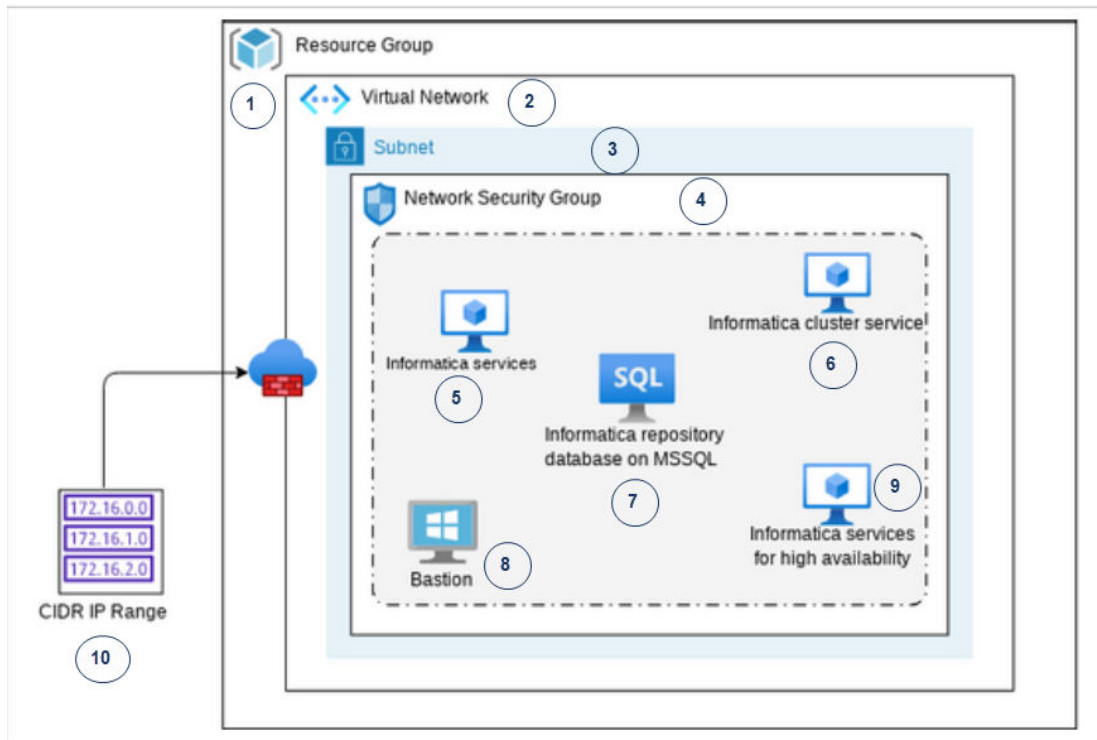 Resource Group
1
Virtual Network
2
Subnet
3
Network Security Group
4
Informatica services
5
Informatica cluster service
6
SQL
Informatica repository
database on MSSQL
7
Bastion
8
9
Informatica services
for high availability
172.16.0.0
172.16.1.0
172.16.2.0
CIDR IP Range
10